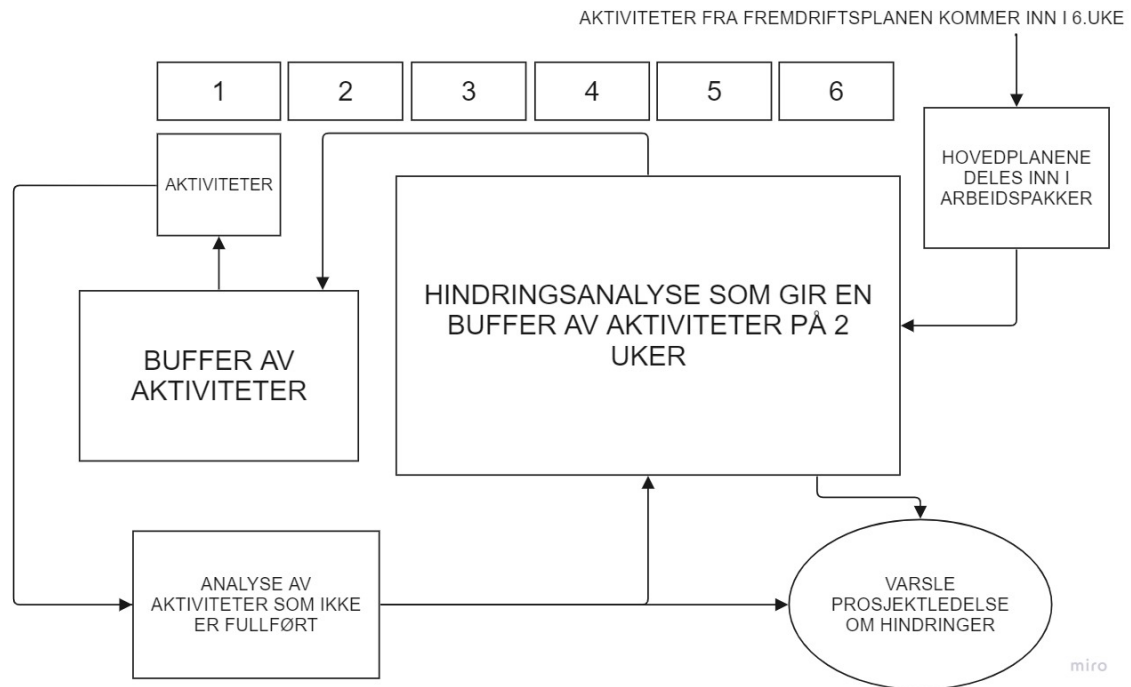 AKTIVITETER FRA FREMDRIFTSPLANEN KOMMER INN I 6.UKE
1
2
3
4
5
6
AKTIVITETER
HOVEDPLANENE
DELES INN I
ARBEIDSPAKKER
HINDRINGSANALYSE SOM GIR EN
BUFFER AV AKTIVITETER PÅ 2
UKER
BUFFER AV
AKTIVITETER
ANALYSE AV
AKTIVITETER SOM IKKE
ER FULLFØRT
VARSLE
PROSJEKTLEDELSE
OM HINDRINGER
miro